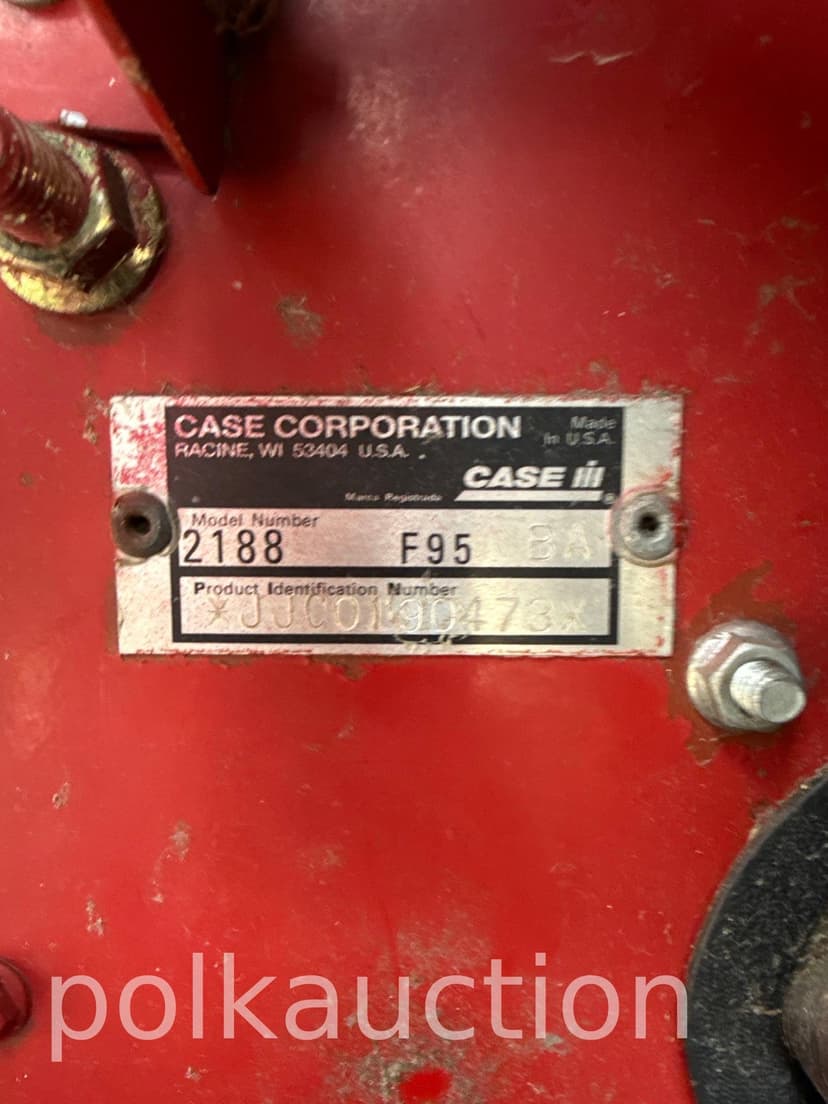 CASE CORPORATION
Made
in U.S.A.
RACINE, WI 53404 U.S.A.
CASE IH
Marca Registrada ®
Model Number
2188 F95 BA
Product Identification Number
*JJC0190473*
polkauction